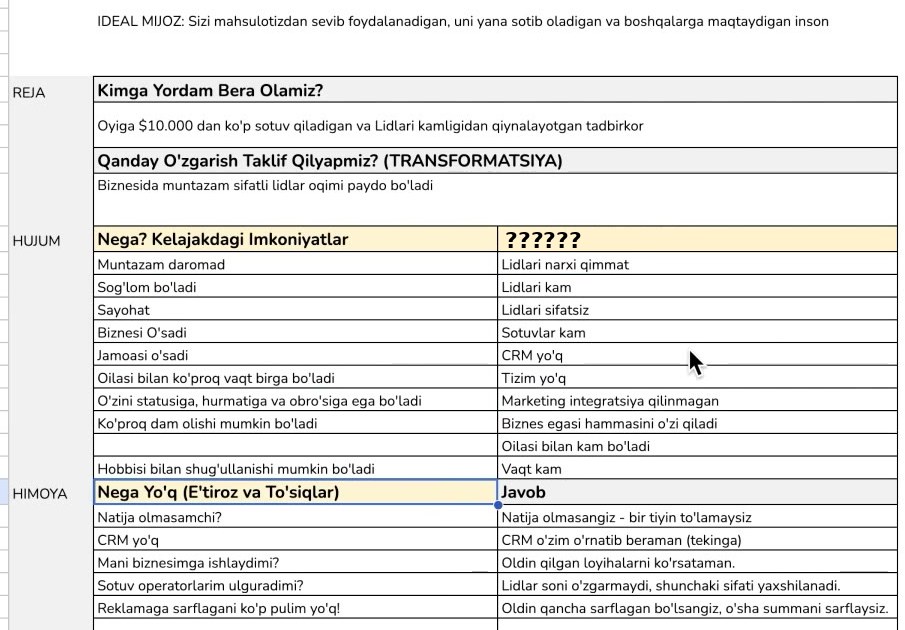 IDEAL MIJOZ: Sizi mahsulotizdan sevib foydalanadigan, uni yana sotib oladigan va boshqalarga maqtaydigan inson
REJA
Kimga Yordam Bera Olamiz?
Oyiga $10.000 dan ko'p sotuv qiladigan va Lidlari kamligidan qiynalayotgan tadbirkor
Qanday O'zgarish Taklif Qilyapmiz? (TRANSFORMATSIYA)
Biznesida muntazam sifatli lidlar oqimi paydo bo'ladi
HUJUM
Nega? Kelajakdagi Imkoniyatlar
??????
Muntazam daromad
Lidlari narxi qimmat
Sog'lom bo'ladi
Lidlari kam
Sayohat
Lidlari sifatsiz
Biznesi O'sadi
Sotuvlar kam
Jamoasi o'sadi
CRM yo'q
Oilasi bilan ko'proq vaqt birga bo'ladi
Tizim yo'q
O'zini statusiga, hurmatiga va obro'siga ega bo'ladi
Marketing integratsiya qilinmagan
Ko'proq dam olishi mumkin bo'ladi
Biznes egasi hammasini o'zi qiladi
Oilasi bilan kam bo'ladi
Hobbisi bilan shug'ullanishi mumkin bo'ladi
Vaqt kam
HIMOYA
Nega Yo'q (E'tiroz va To'siqlar)
Javob
Natija olmasamchi?
Natija olmasangiz - bir tiyin to'lamaysiz
CRM yo'q
CRM o'zim o'rnatib beraman (tekinga)
Mani biznesimga ishlaydimi?
Oldin qilgan loyihalarni ko'rsataman.
Sotuv operatorlarim ulguradimi?
Lidlar soni o'zgarmaydi, shunchaki sifati yaxshilanadi.
Reklamaga sarflagani ko'p pulim yo'q!
Oldin qancha sarflagan bo'lsangiz, o'sha summani sarflaysiz.